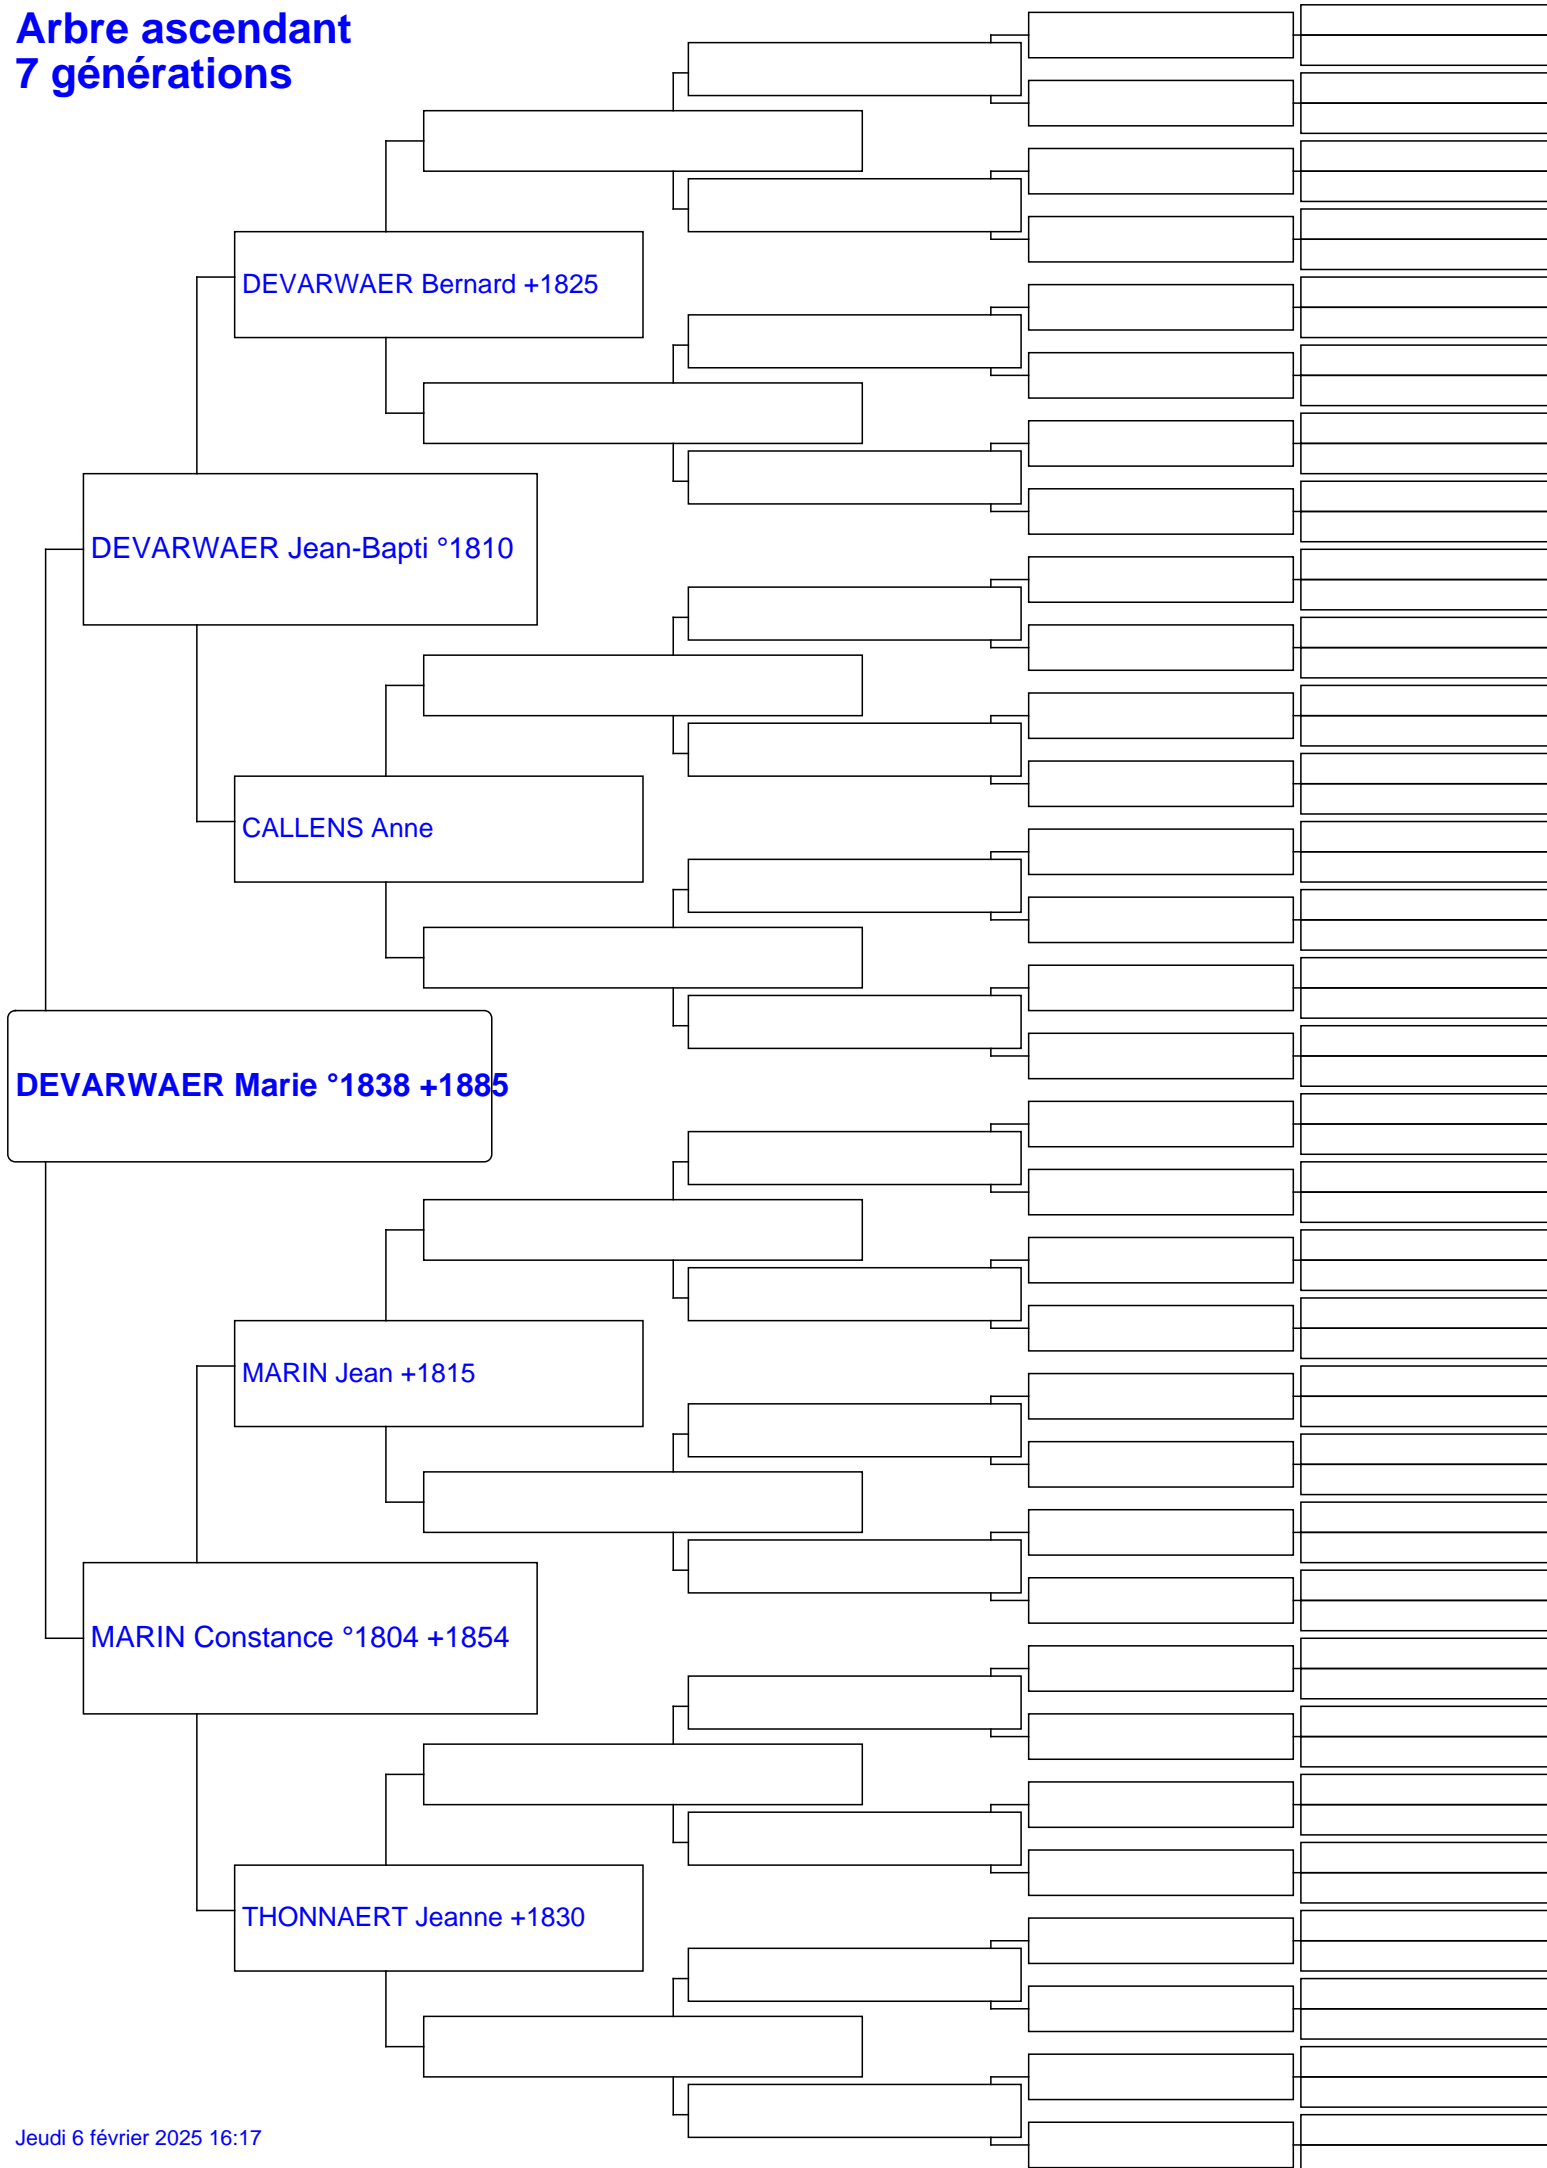 Arbre ascendant
7 générations
DEVARWAER Bernard +1825
DEVARWAER Jean-Bapti °1810
CALLENS Anne
DEVARWAER Marie °1838 +1885
MARIN Jean +1815
MARIN Constance °1804 +1854
THONNAERT Jeanne +1830
Jeudi 6 février 2025 16:17